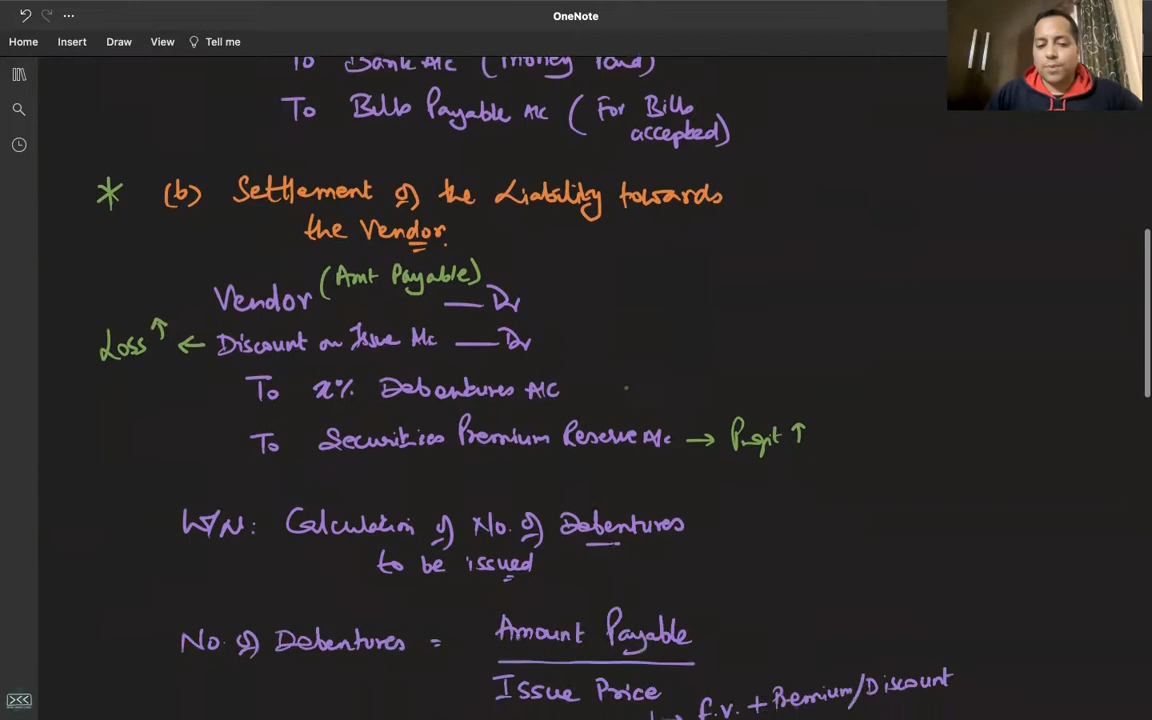 OneNote
Home Insert Draw View Tell me
To Bank A/c (Money Paid)
To Bills Payable A/c (For Bills
accepted)
* (b) Settlement of the Liability towards
the Vendor.
(Amt Payable)
Vendor — Dr
Loss ↑ ← Discount on Issue A/c — Dr
To x% Debentures A/C
To Securities Premium Reserve A/c → Profit ↑
W/N: Calculation of No. of Debentures
to be issued
No. of Debentures = Amount Payable
Issue Price
↳ f.v. + Premium/Discount